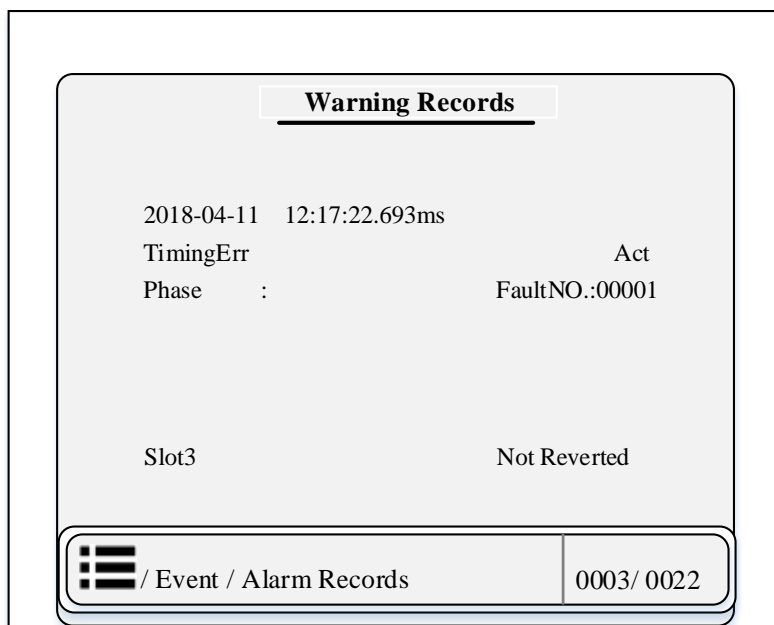 Warning Records
2018-04-11 12:17:22.693ms
TimingErr Act
Phase : FaultNO.:00001
Slot3 Not Reverted
/ Event / Alarm Records 0003/ 0022